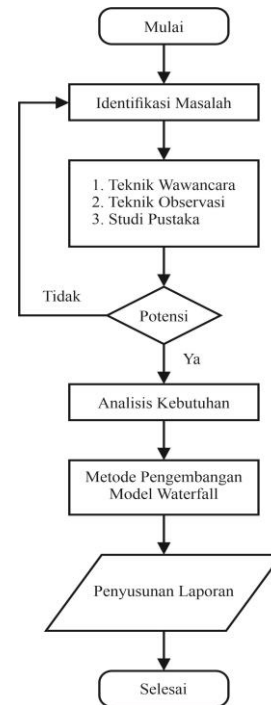 Mulai
Identifikasi Masalah
1. Teknik Wawancara
2. Teknik Observasi
3. Studi Pustaka
Tidak
Potensi
Ya
Analisis Kebutuhan
Metode Pengembangan
Model Waterfall
Penyusunan Laporan
Selesai